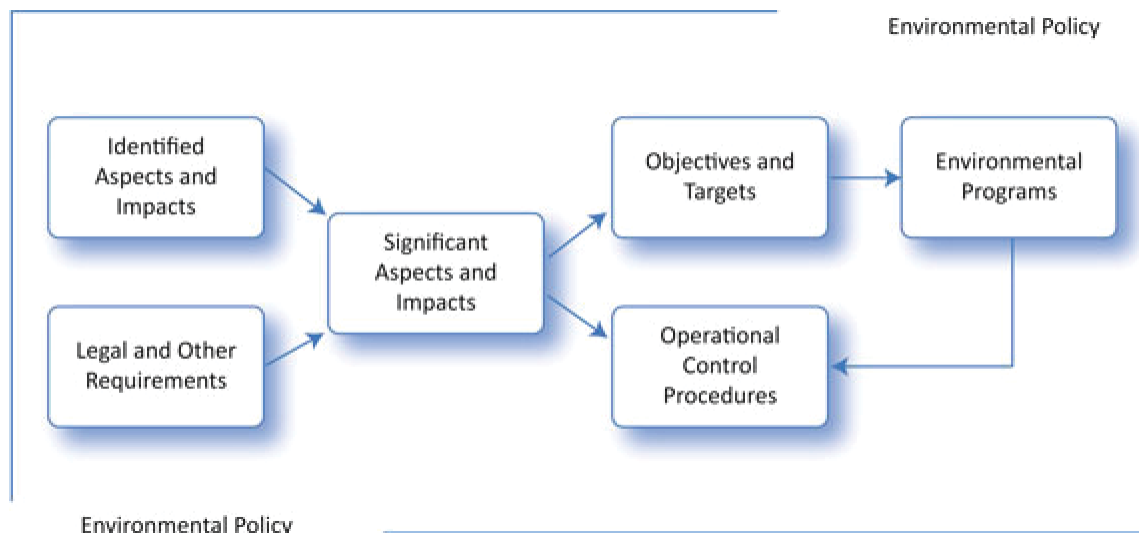 Environmental Policy
Identified
Aspects and
Impacts
Legal and Other
Requirements
Significant
Aspects and
Impacts
Objectives and
Targets
Operational
Control
Procedures
Environmental
Programs
Environmental Policy